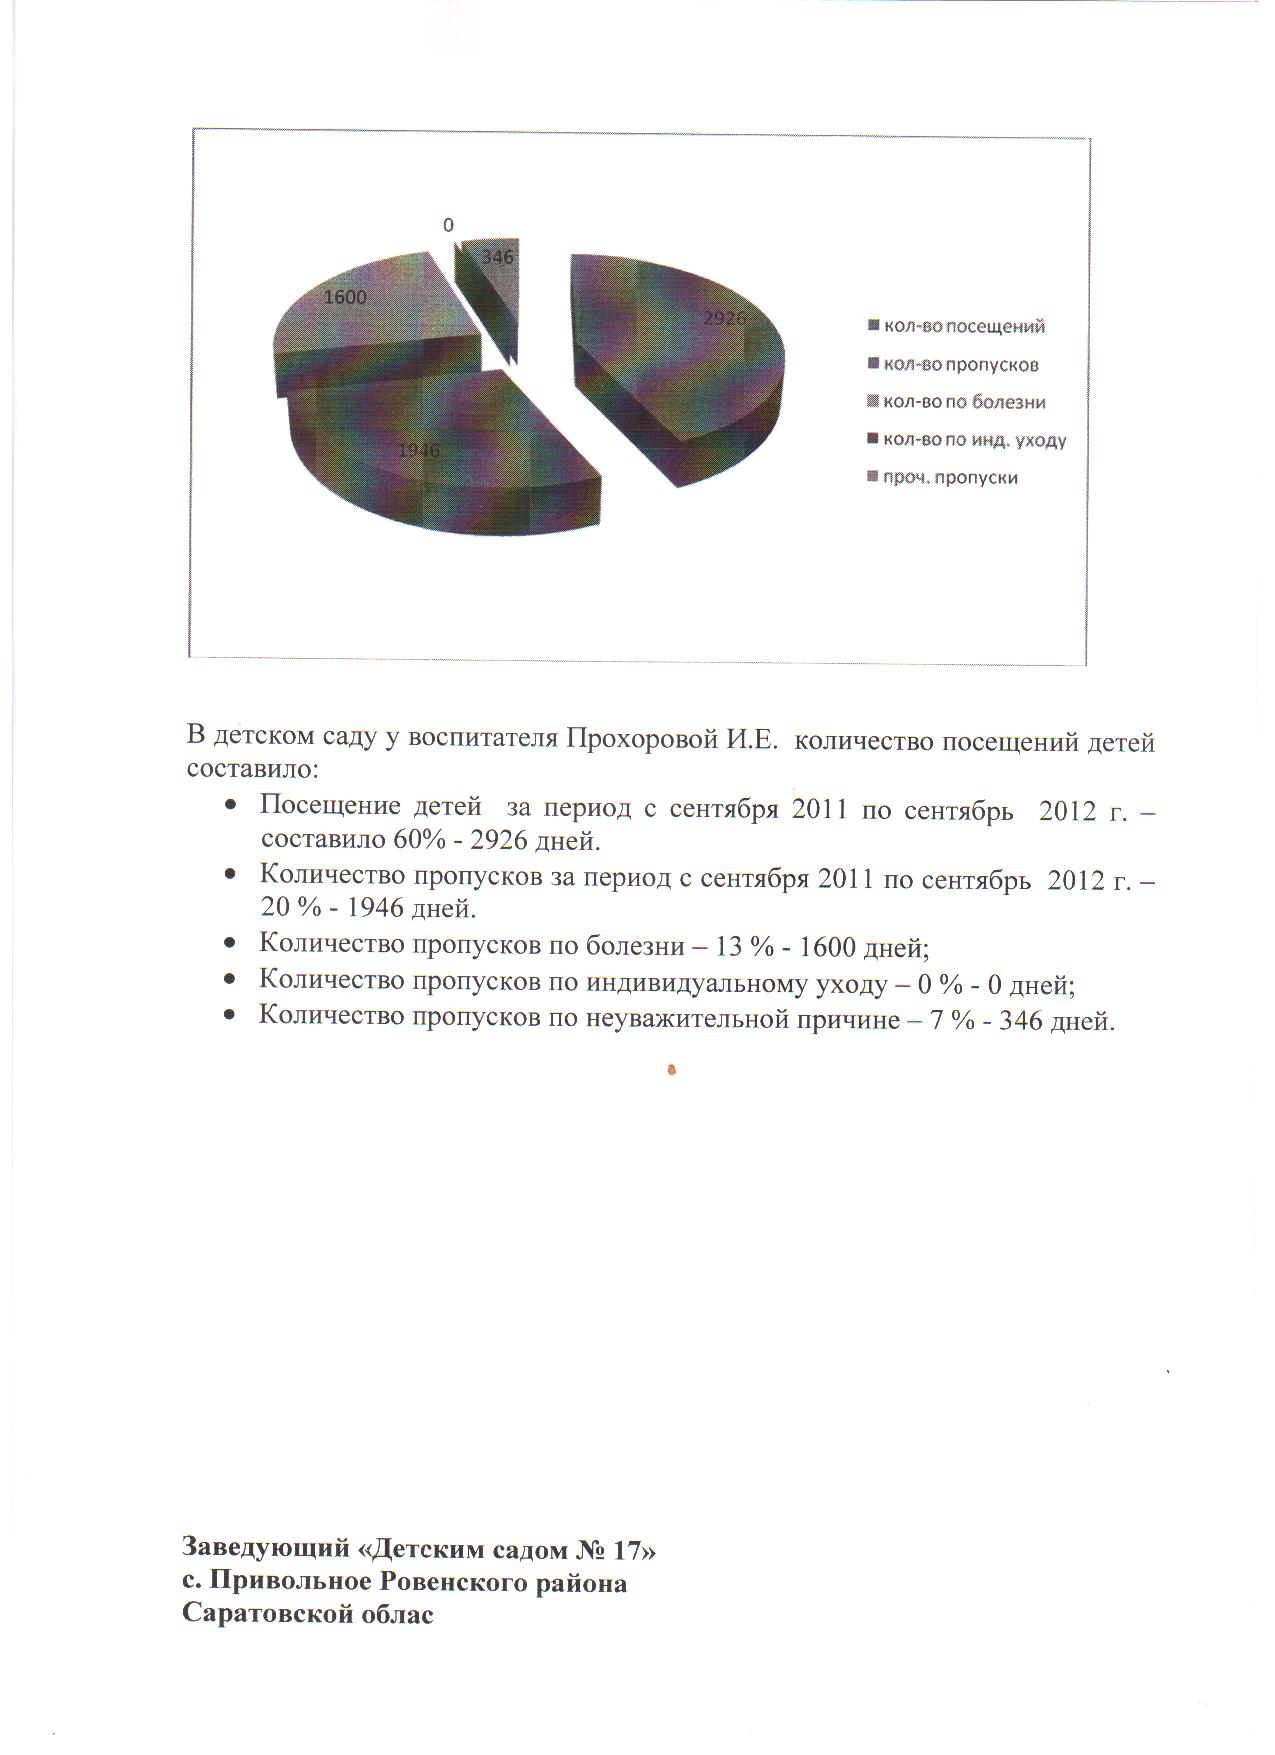 0
346
1600
2926
1946
кол-во посещений
кол-во пропусков
кол-во по болезни
кол-во по инд. уходу
проч. пропуски
В детском саду у воспитателя Прохоровой И.Е. количество посещений детей
составило:
• Посещение детей за период с сентября 2011 по сентябрь 2012 г. –
составило 60% - 2926 дней.
• Количество пропусков за период с сентября 2011 по сентябрь 2012 г. –
20 % - 1946 дней.
• Количество пропусков по болезни – 13 % - 1600 дней;
• Количество пропусков по индивидуальному уходу – 0 % - 0 дней;
• Количество пропусков по неуважительной причине – 7 % - 346 дней.
Заведующий «Детским садом № 17»
с. Привольное Ровенского района
Саратовской облас